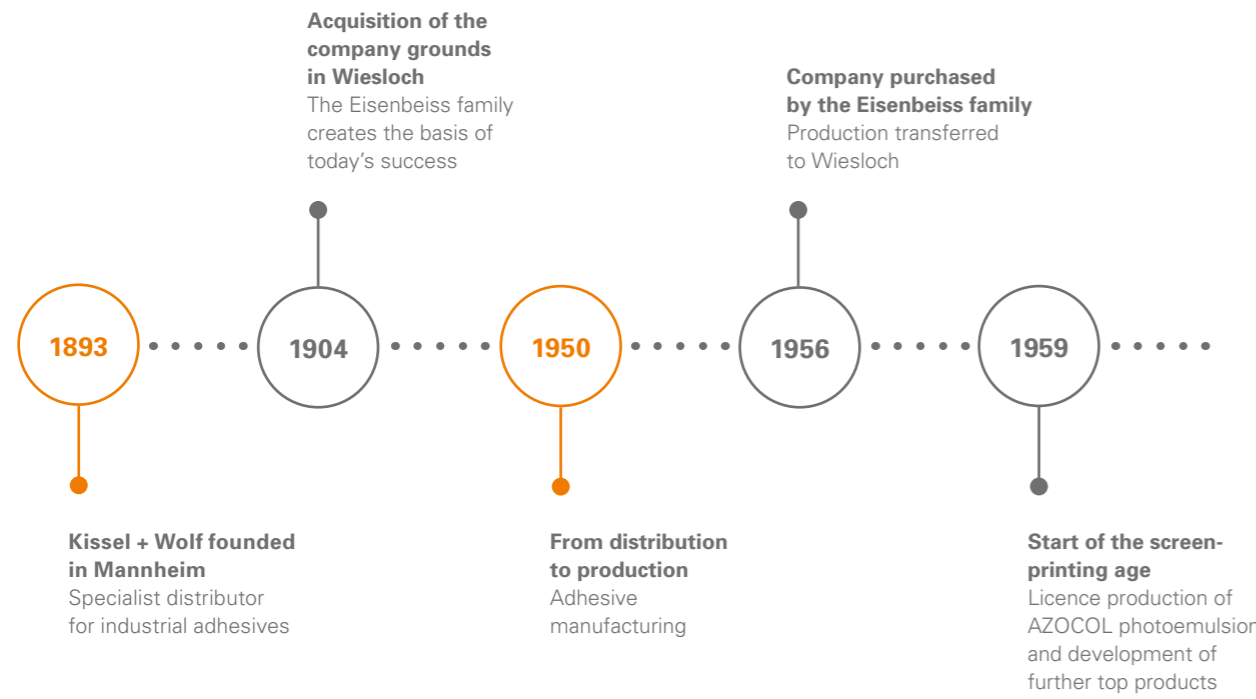 Acquisition of the
company grounds
in Wiesloch
The Eisenbeiss family
creates the basis of
today's success
Company purchased
by the Eisenbeiss family
Production transferred
to Wiesloch
1893
1904
1950
1956
1959
Kissel + Wolf founded
in Mannheim
Specialist distributor
for industrial adhesives
From distribution
to production
Adhesive
manufacturing
Start of the screen-
printing age
Licence production of
AZOCOL photoemulsion
and development of
further top products